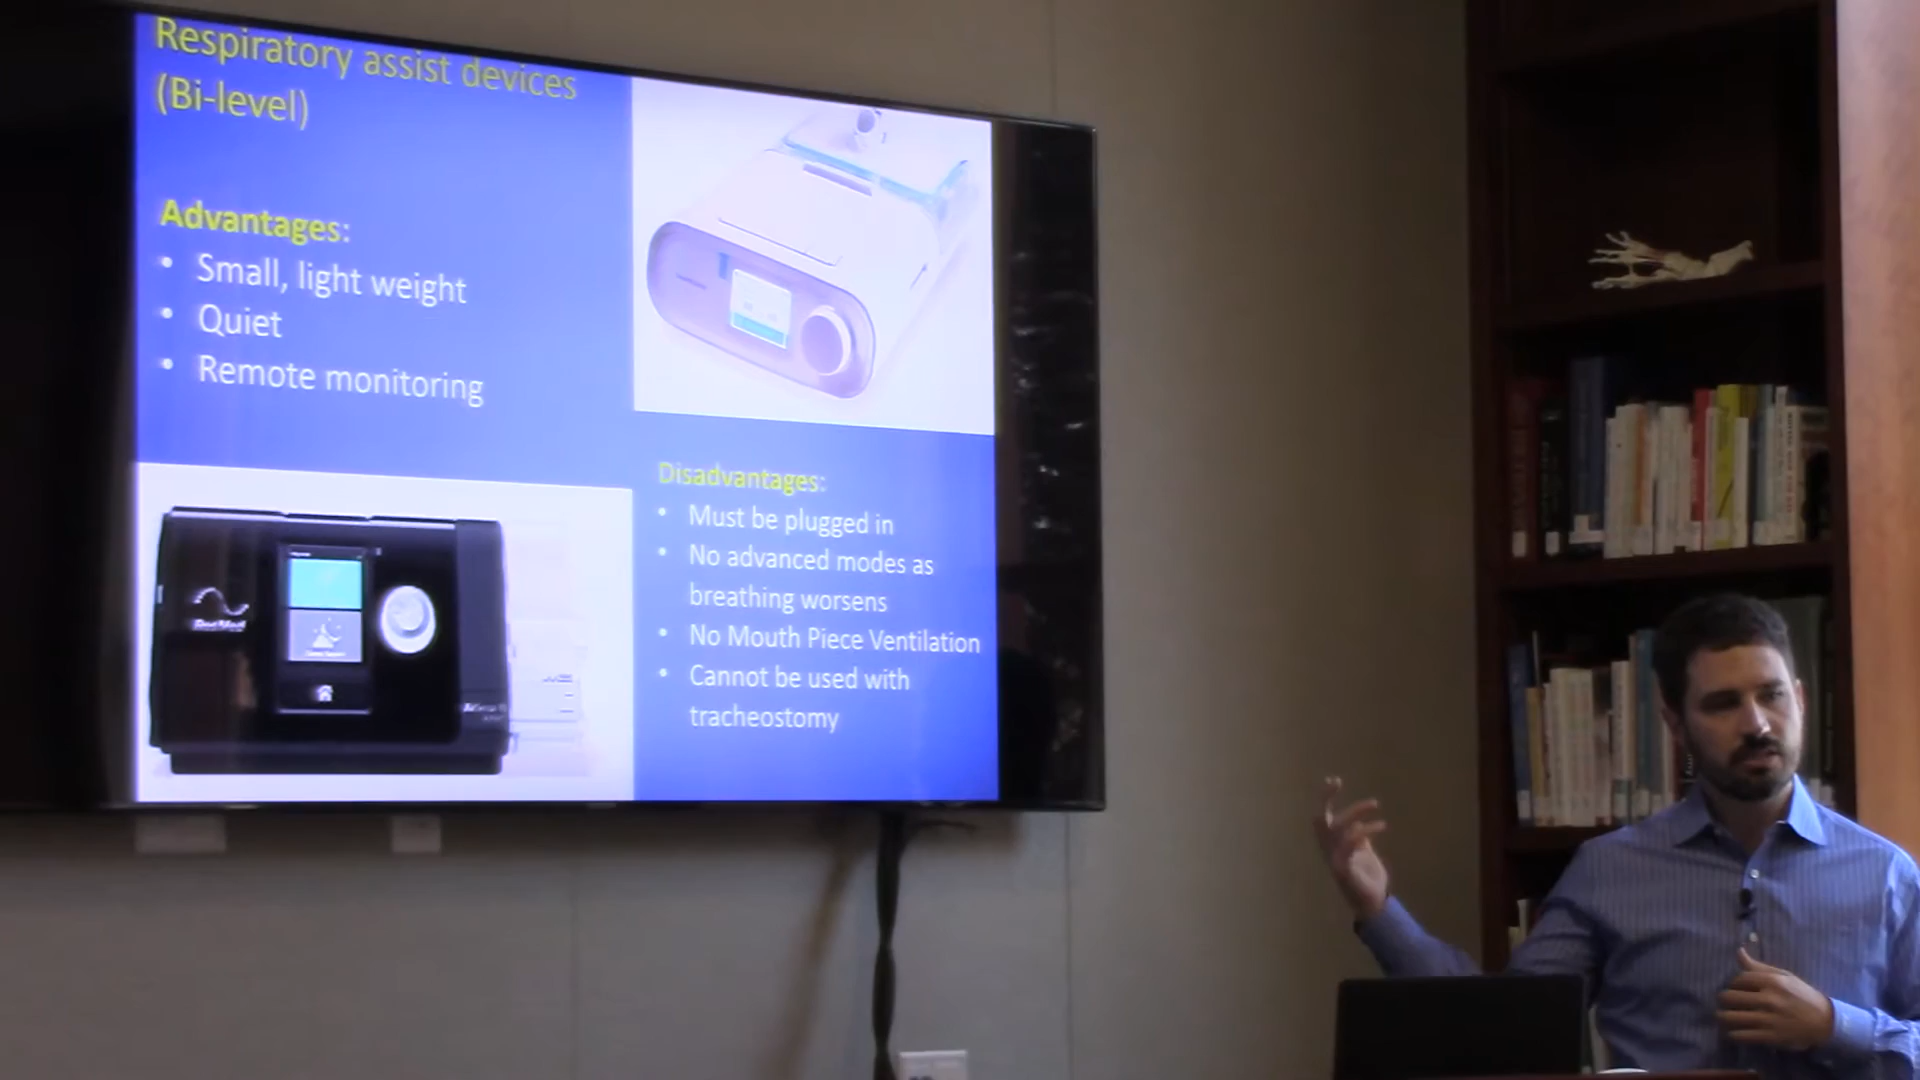 Respiratory assist devices
(Bi-level)
Advantages:
• Small, light weight
• Quiet
• Remote monitoring
ResMed
Disadvantages:
• Must be plugged in
• No advanced modes as
breathing worsens
• No Mouth Piece Ventilation
• Cannot be used with
tracheostomy